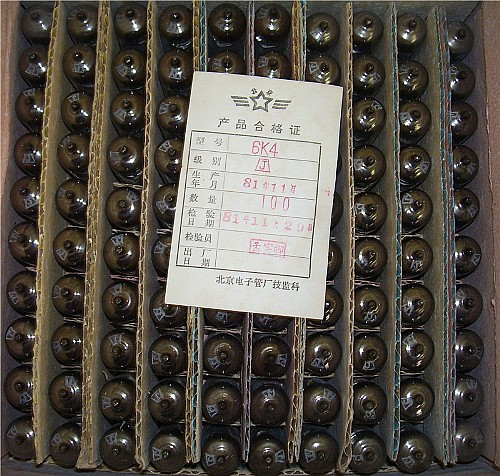 产品合格证
型号 6K4
级别 J
生产年月 81年11月
数量 100
检验日期 81年11月29日
检验员
出厂日期
北京电子管厂技监科